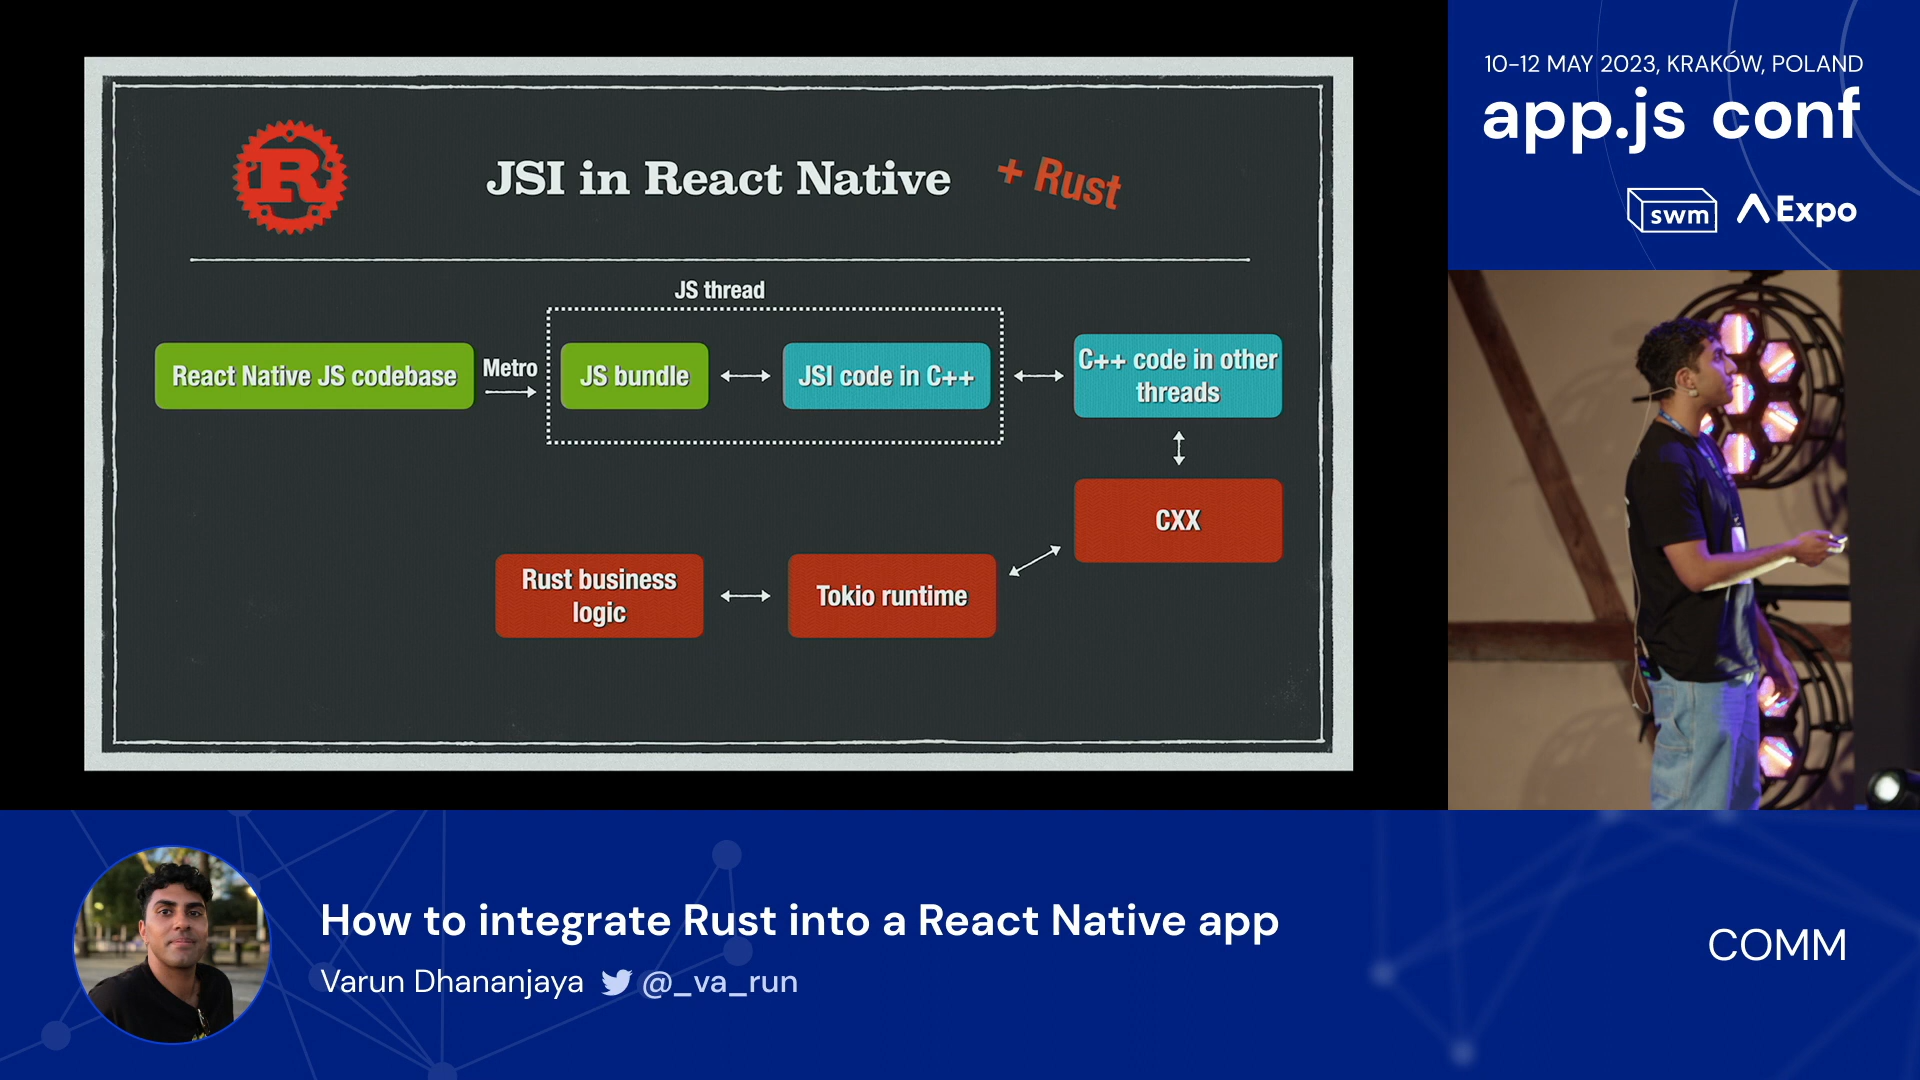 JSI in React Native + Rust
JS thread
React Native JS codebase
Metro
JS bundle
JSI code in C++
C++ code in other
threads
CXX
Rust business
logic
Tokio runtime
10-12 MAY 2023, KRAKÓW, POLAND
app.js conf
swm
Expo
How to integrate Rust into a React Native app
Varun Dhananjaya @_va_run
COMM